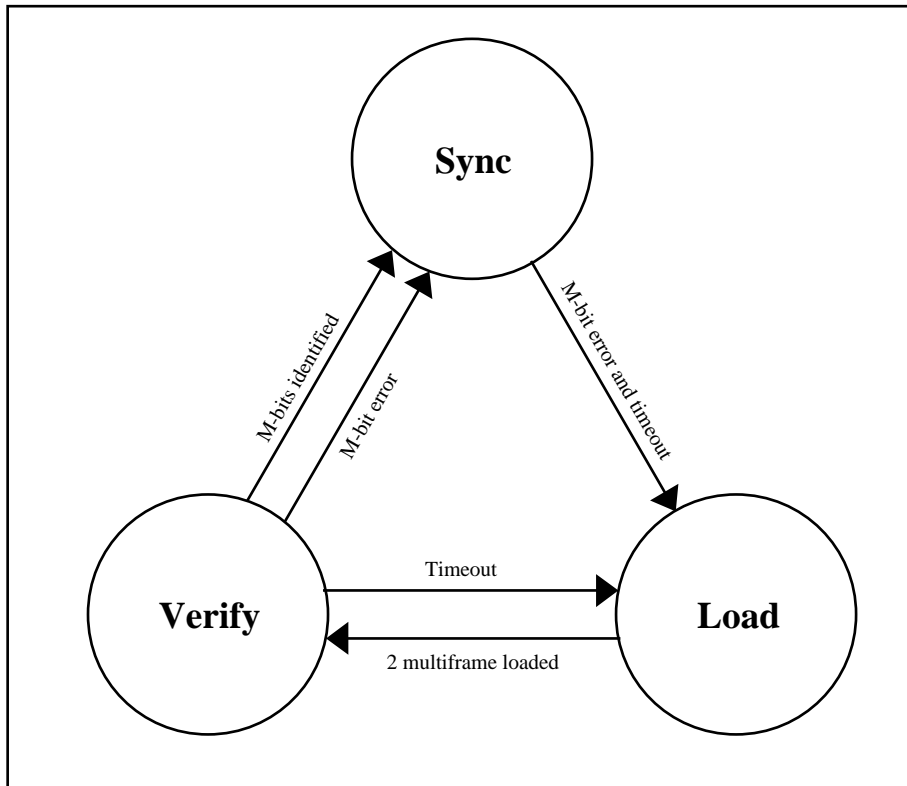 Sync
M-bits identified
M-bit error
M-bit error and timeout
Timeout
Verify
Load
2 multiframe loaded